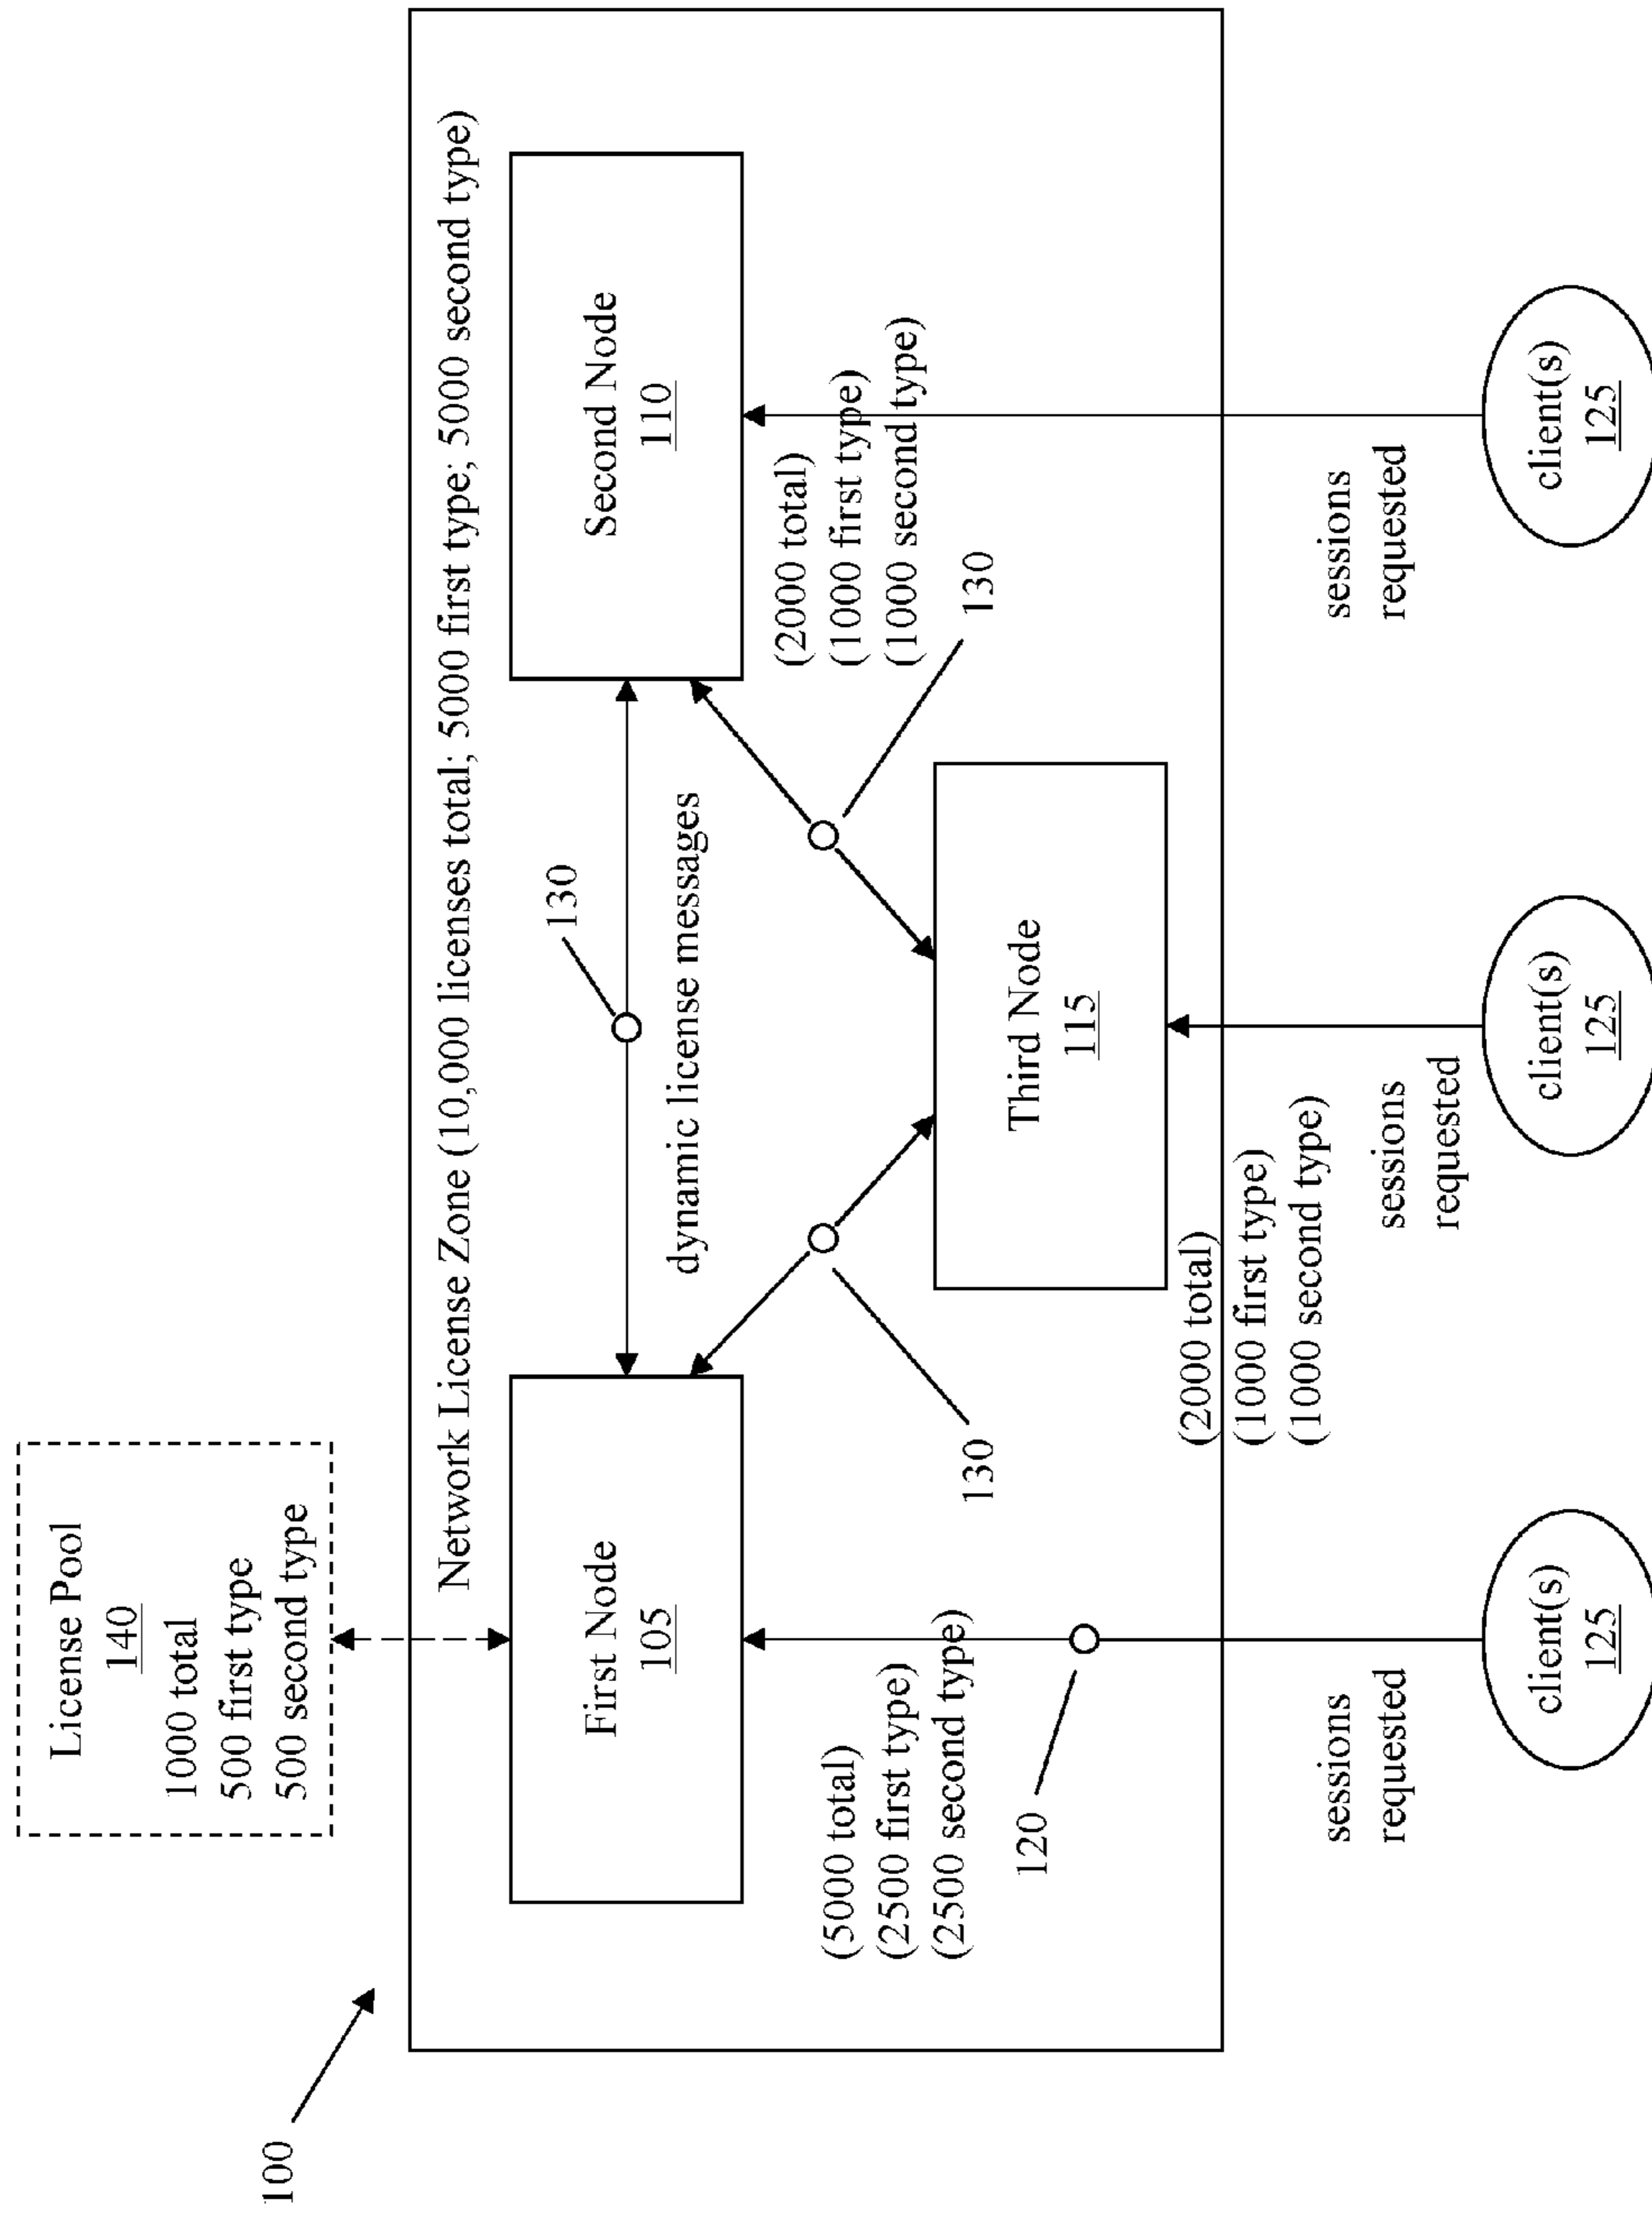 100
License Pool
140
1000 total
500 first type
500 second type
Network License Zone (10,000 licenses total; 5000 first type; 5000 second type)
First Node
105
130
dynamic license messages
Second Node
110
(5000 total)
(2500 first type)
(2500 second type)
120
130
Third Node
115
130
(2000 total)
(1000 first type)
(1000 second type)
(2000 total)
(1000 first type)
(1000 second type)
sessions
requested
sessions
requested
sessions
requested
client(s)
125
client(s)
125
client(s)
125